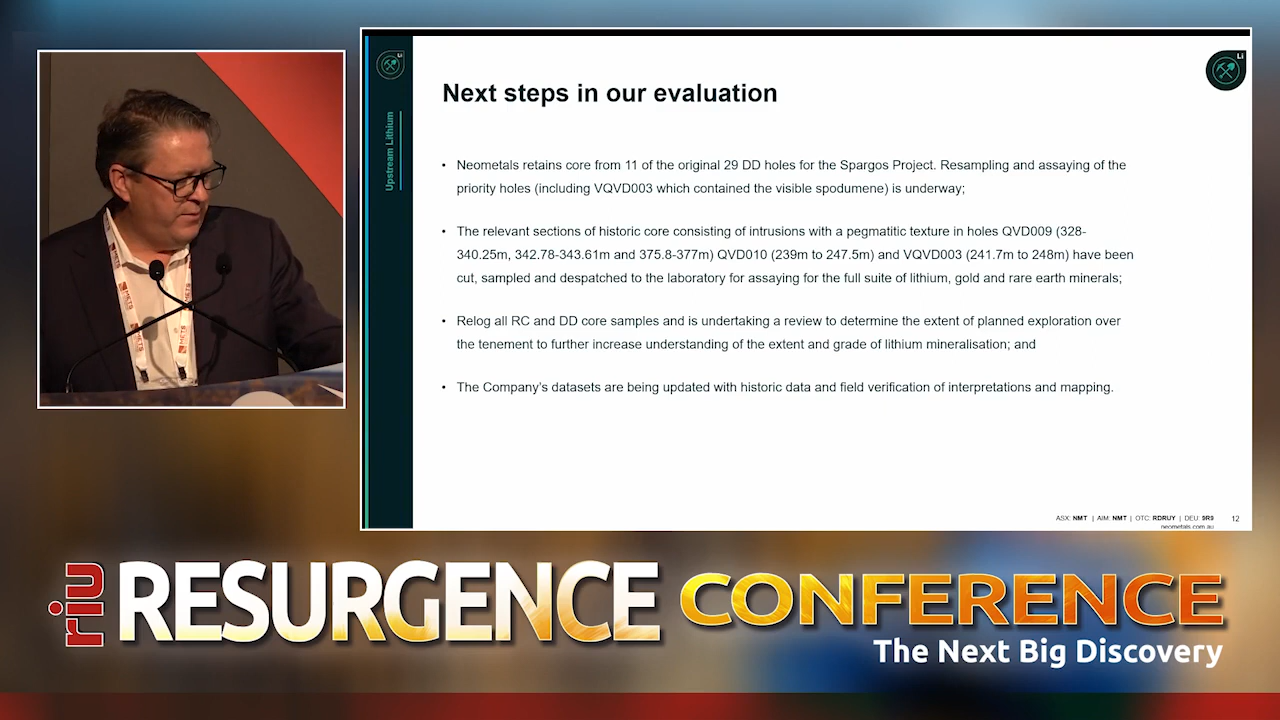 Li
Li
Upstream Lithium
Next steps in our evaluation
• Neometals retains core from 11 of the original 29 DD holes for the Spargos Project. Resampling and assaying of the
priority holes (including VQVD003 which contained the visible spodumene) is underway;
• The relevant sections of historic core consisting of intrusions with a pegmatitic texture in holes QVD009 (328-
340.25m, 342.78-343.61m and 375.8-377m) QVD010 (239m to 247.5m) and VQVD003 (241.7m to 248m) have been
cut, sampled and despatched to the laboratory for assaying for the full suite of lithium, gold and rare earth minerals;
• Relog all RC and DD core samples and is undertaking a review to determine the extent of planned exploration over
the tenement to further increase understanding of the extent and grade of lithium mineralisation; and
• The Company's datasets are being updated with historic data and field verification of interpretations and mapping.
ASX: NMT | AIM: NMT | OTC: RDRUY | DEU: 9R9
neometals.com.au
12
METS
METS
riu RESURGENCE CONFERENCE
The Next Big Discovery